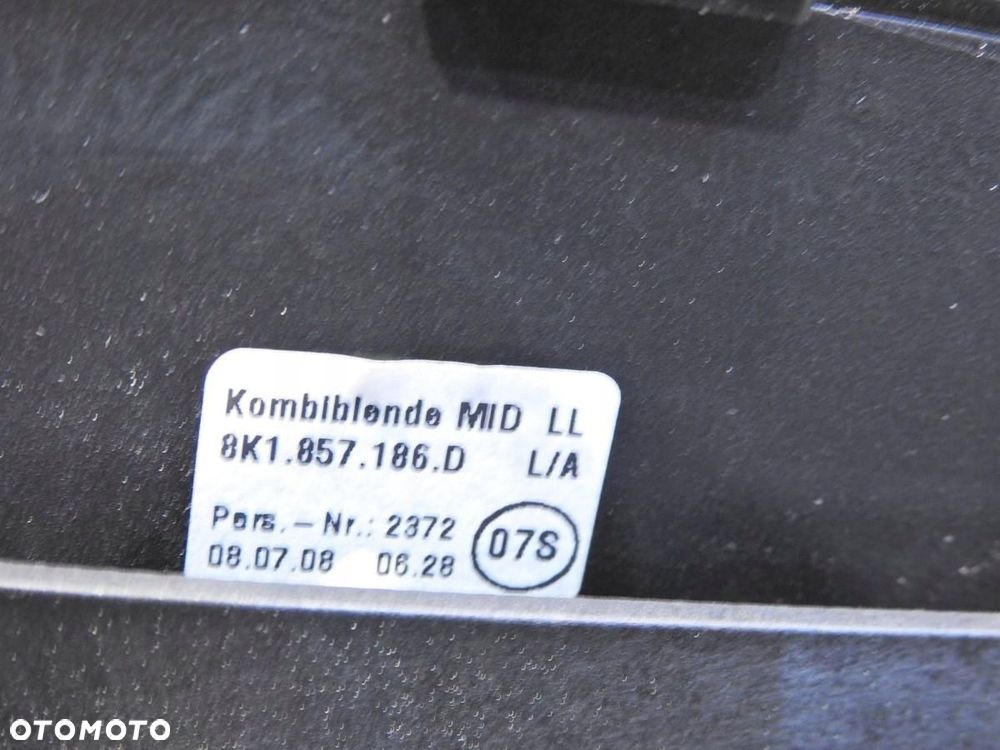 Kombiblende MID LL
8K1.857.186.D L/A
Pers.-Nr.: 2372
07S
08.07.08 06.28
OTOMOTO